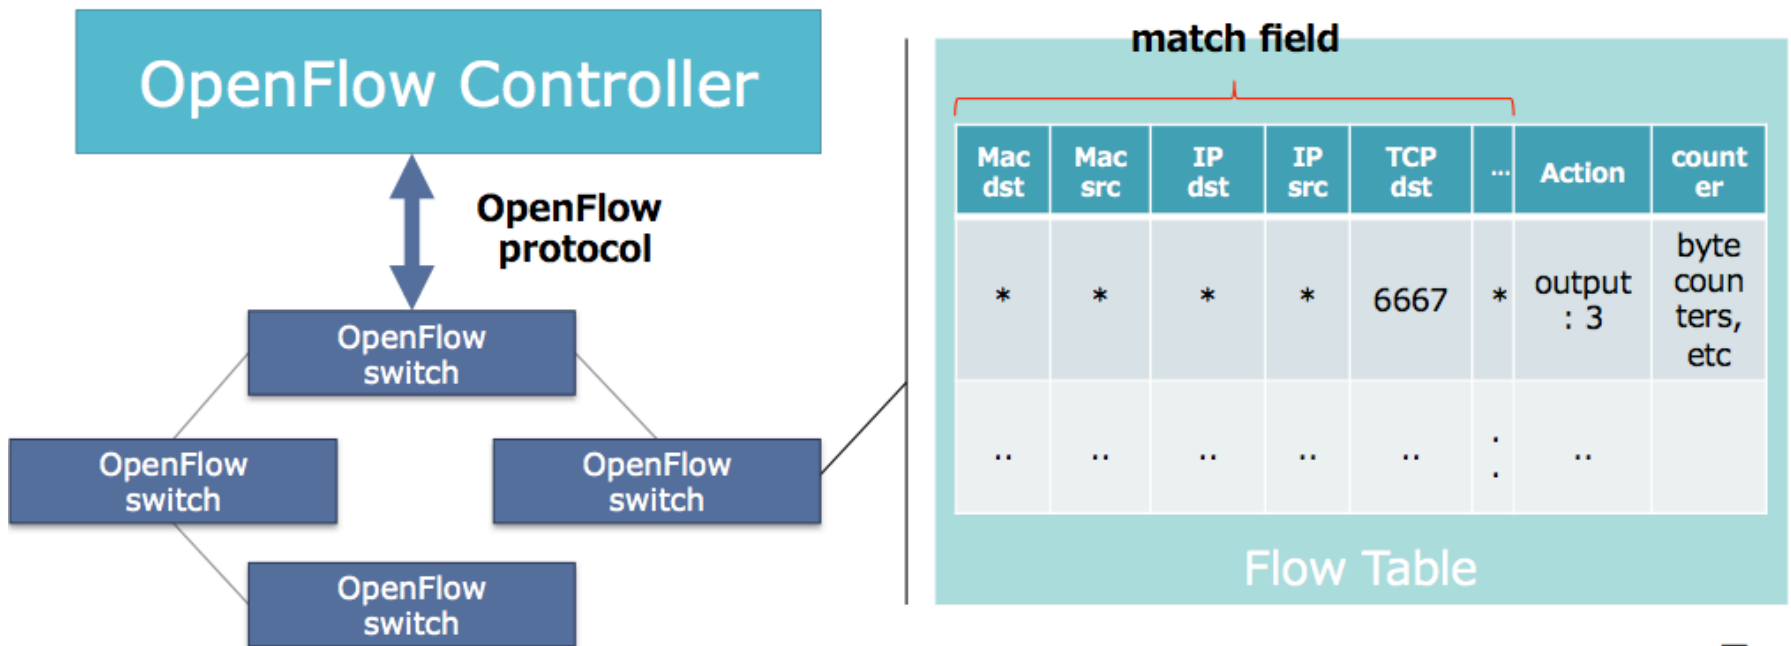 OpenFlow Controller
OpenFlow
protocol
OpenFlow
switch
OpenFlow
switch
OpenFlow
switch
OpenFlow
switch
match field
Mac
dst
Mac
src
IP
dst
IP
src
TCP
dst
...
Action
count
er
*
*
*
*
6667
*
output
: 3
byte
coun
ters,
etc
..
..
..
..
..
.
.
..
Flow Table